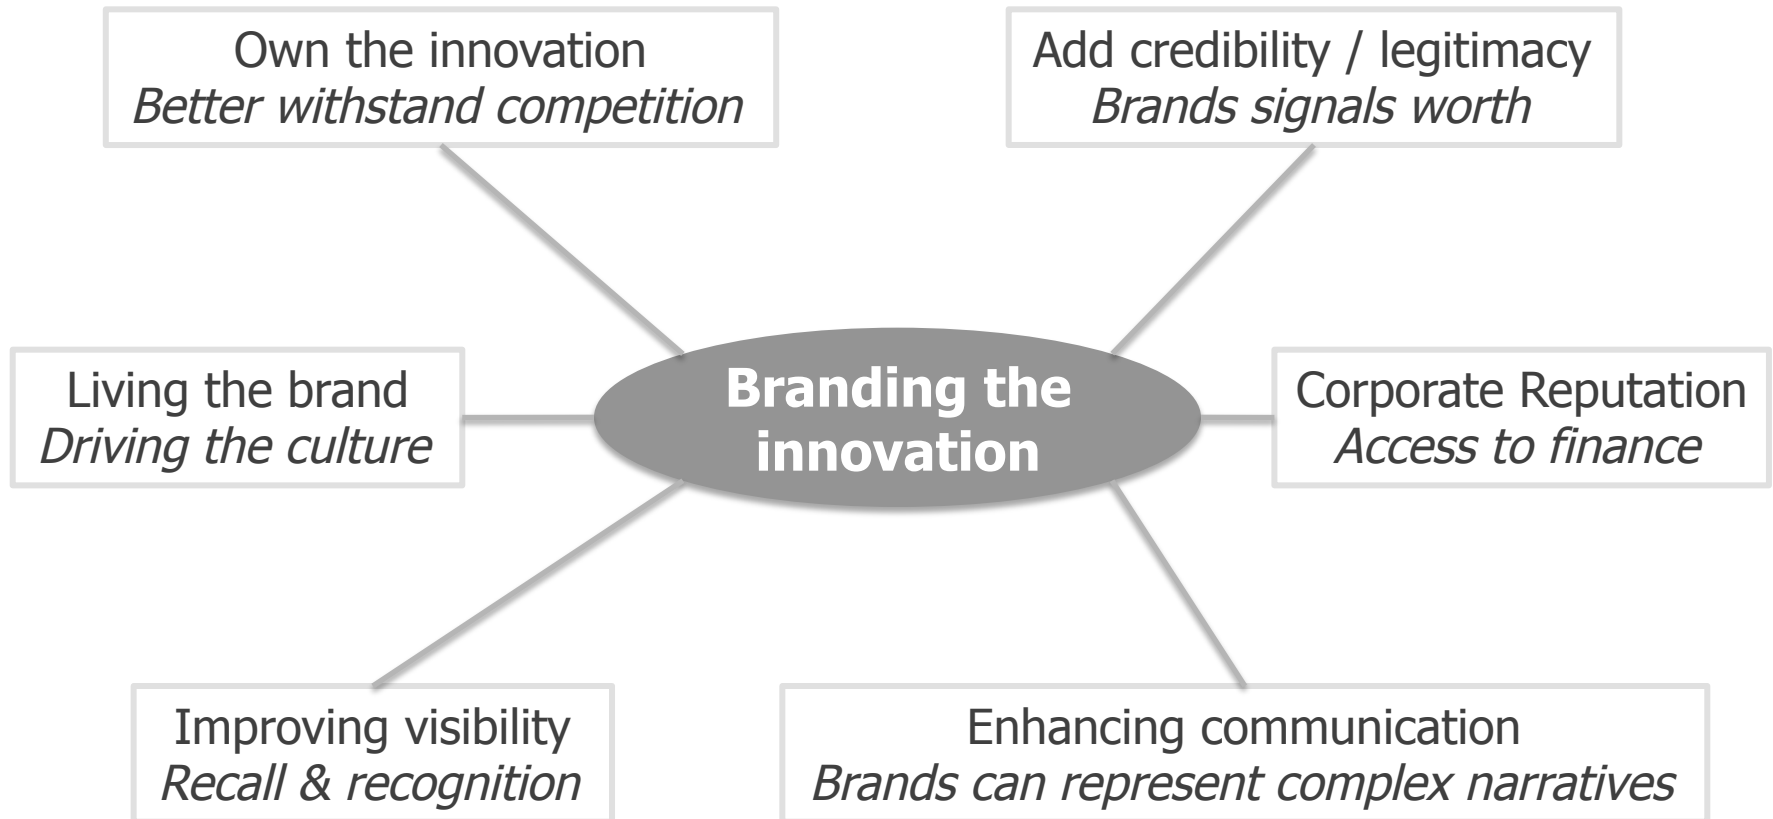 Own the innovation
Better withstand competition
Add credibility / legitimacy
Brands signals worth
Living the brand
Driving the culture
Branding the
innovation
Corporate Reputation
Access to finance
Improving visibility
Recall & recognition
Enhancing communication
Brands can represent complex narratives